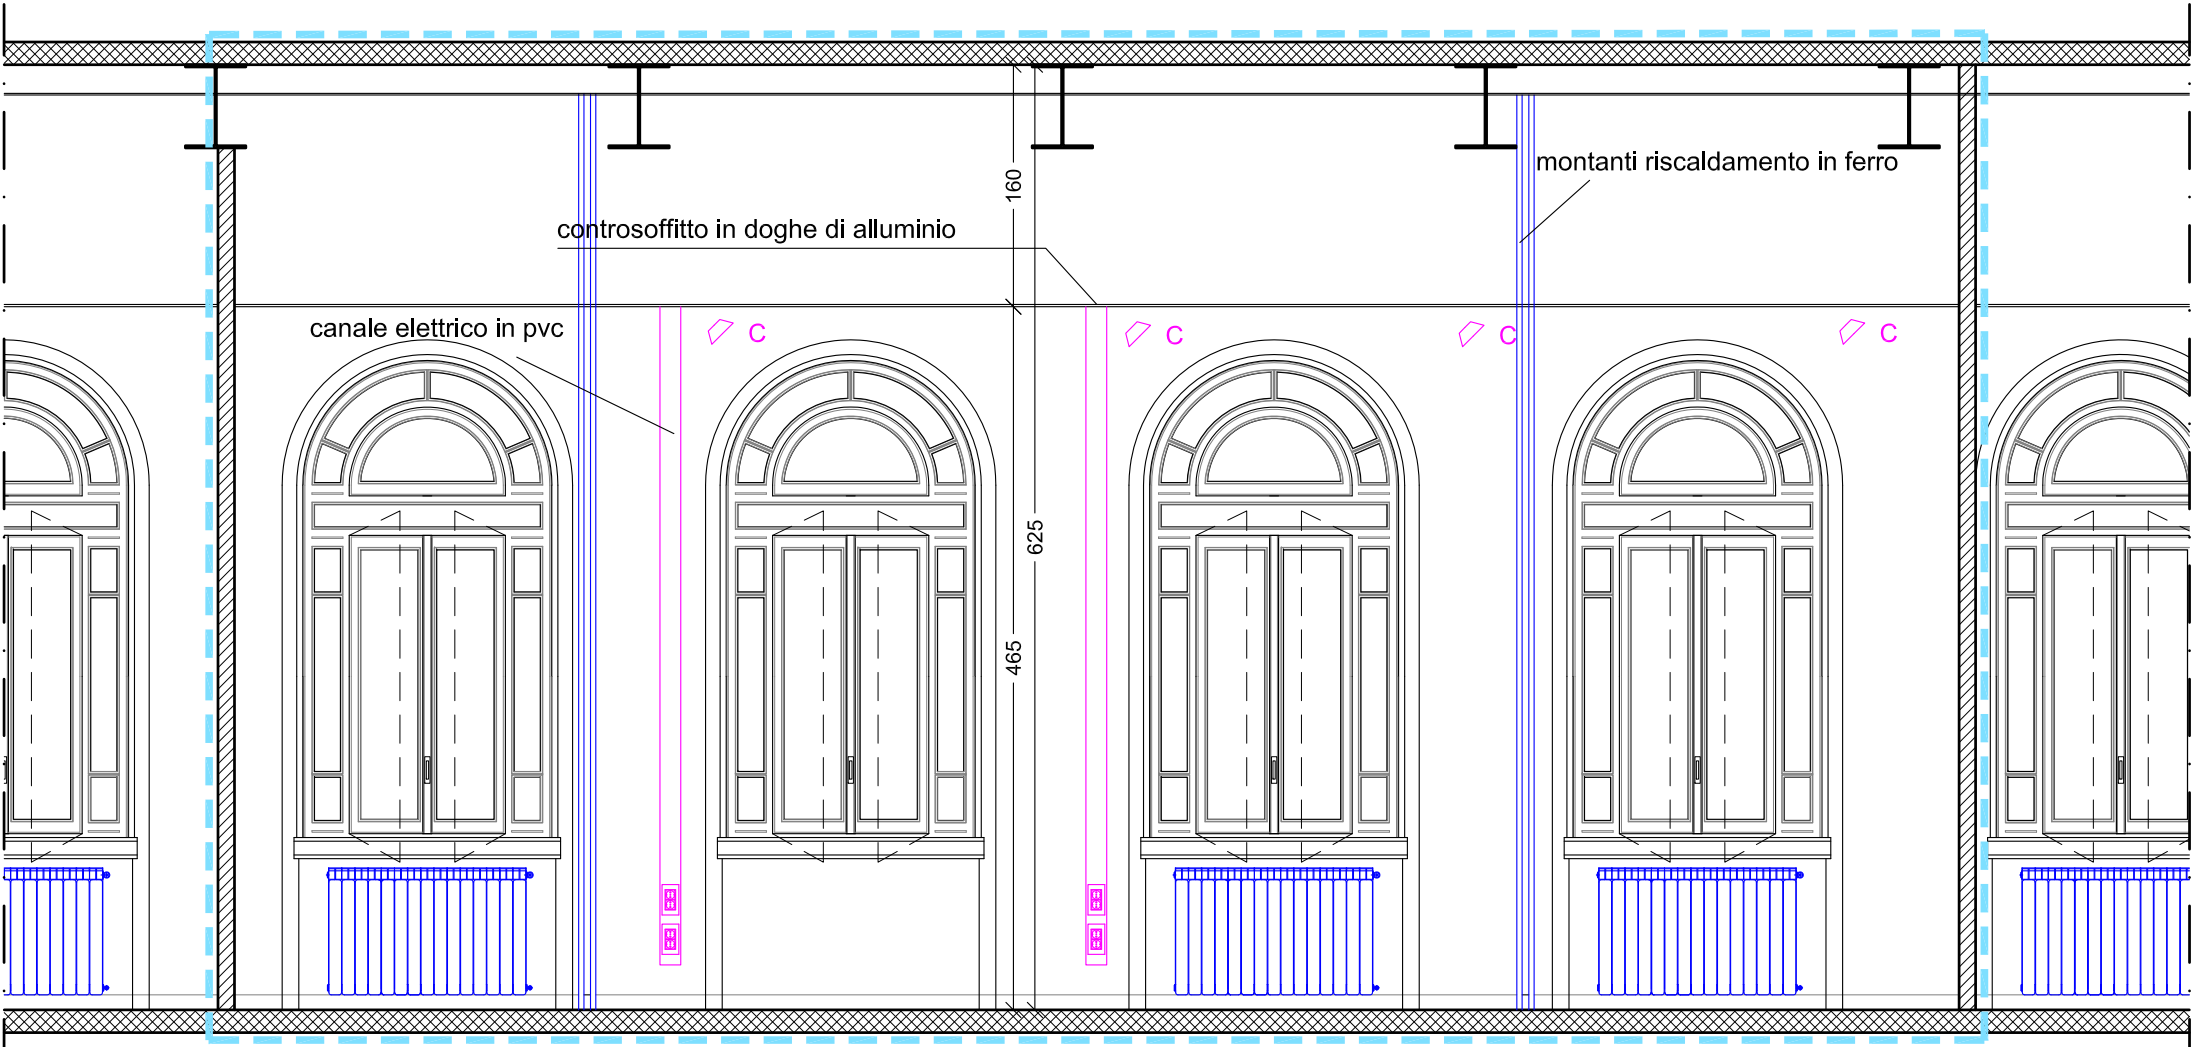 montanti riscaldamento in ferro
160
controsoffitto in doghe di alluminio
canale elettrico in pvc
C
C
C
C
625
465